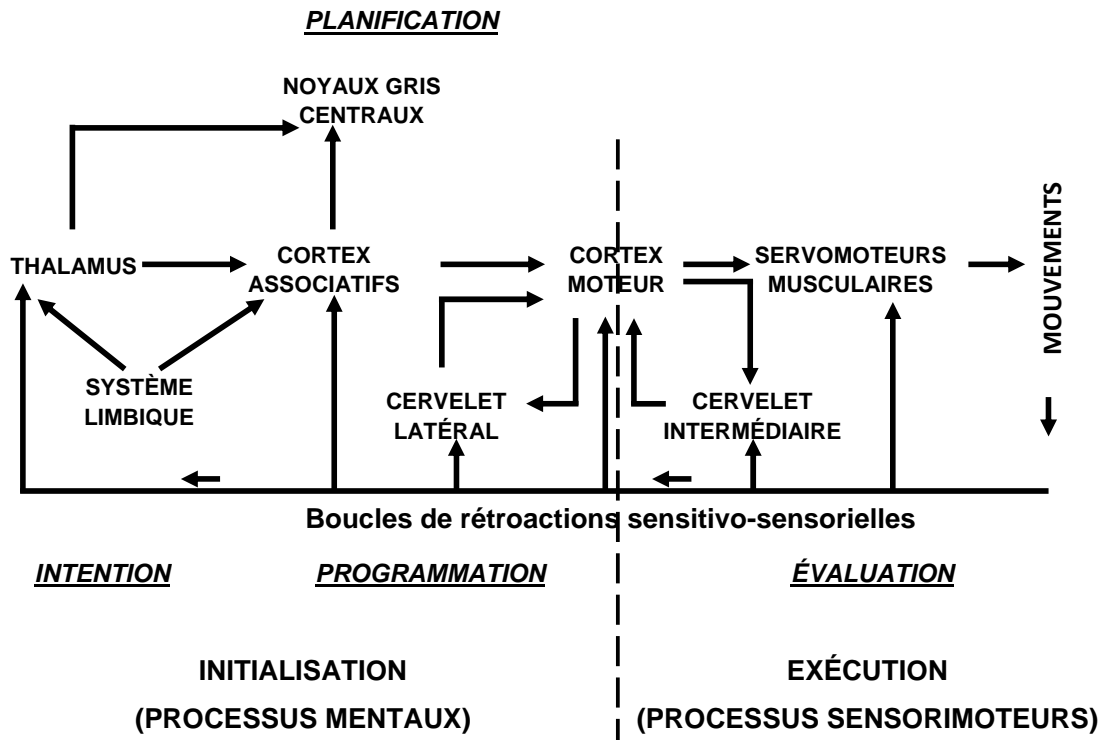 PLANIFICATION
NOYAUX GRIS
CENTRAUX
THALAMUS
CORTEX
ASSOCIATIFS
CORTEX
MOTEUR
SERVOMOTEURS
MUSCULAIRES
MOUVEMENTS
SYSTÈME
LIMBIQUE
CERVELET
LATÉRAL
CERVELET
INTERMÉDIAIRE
Boucles de rétroactions sensitivo-sensorielles
INTENTION
PROGRAMMATION
ÉVALUATION
INITIALISATION
(PROCESSUS MENTAUX)
EXÉCUTION
(PROCESSUS SENSORIMOTEURS)